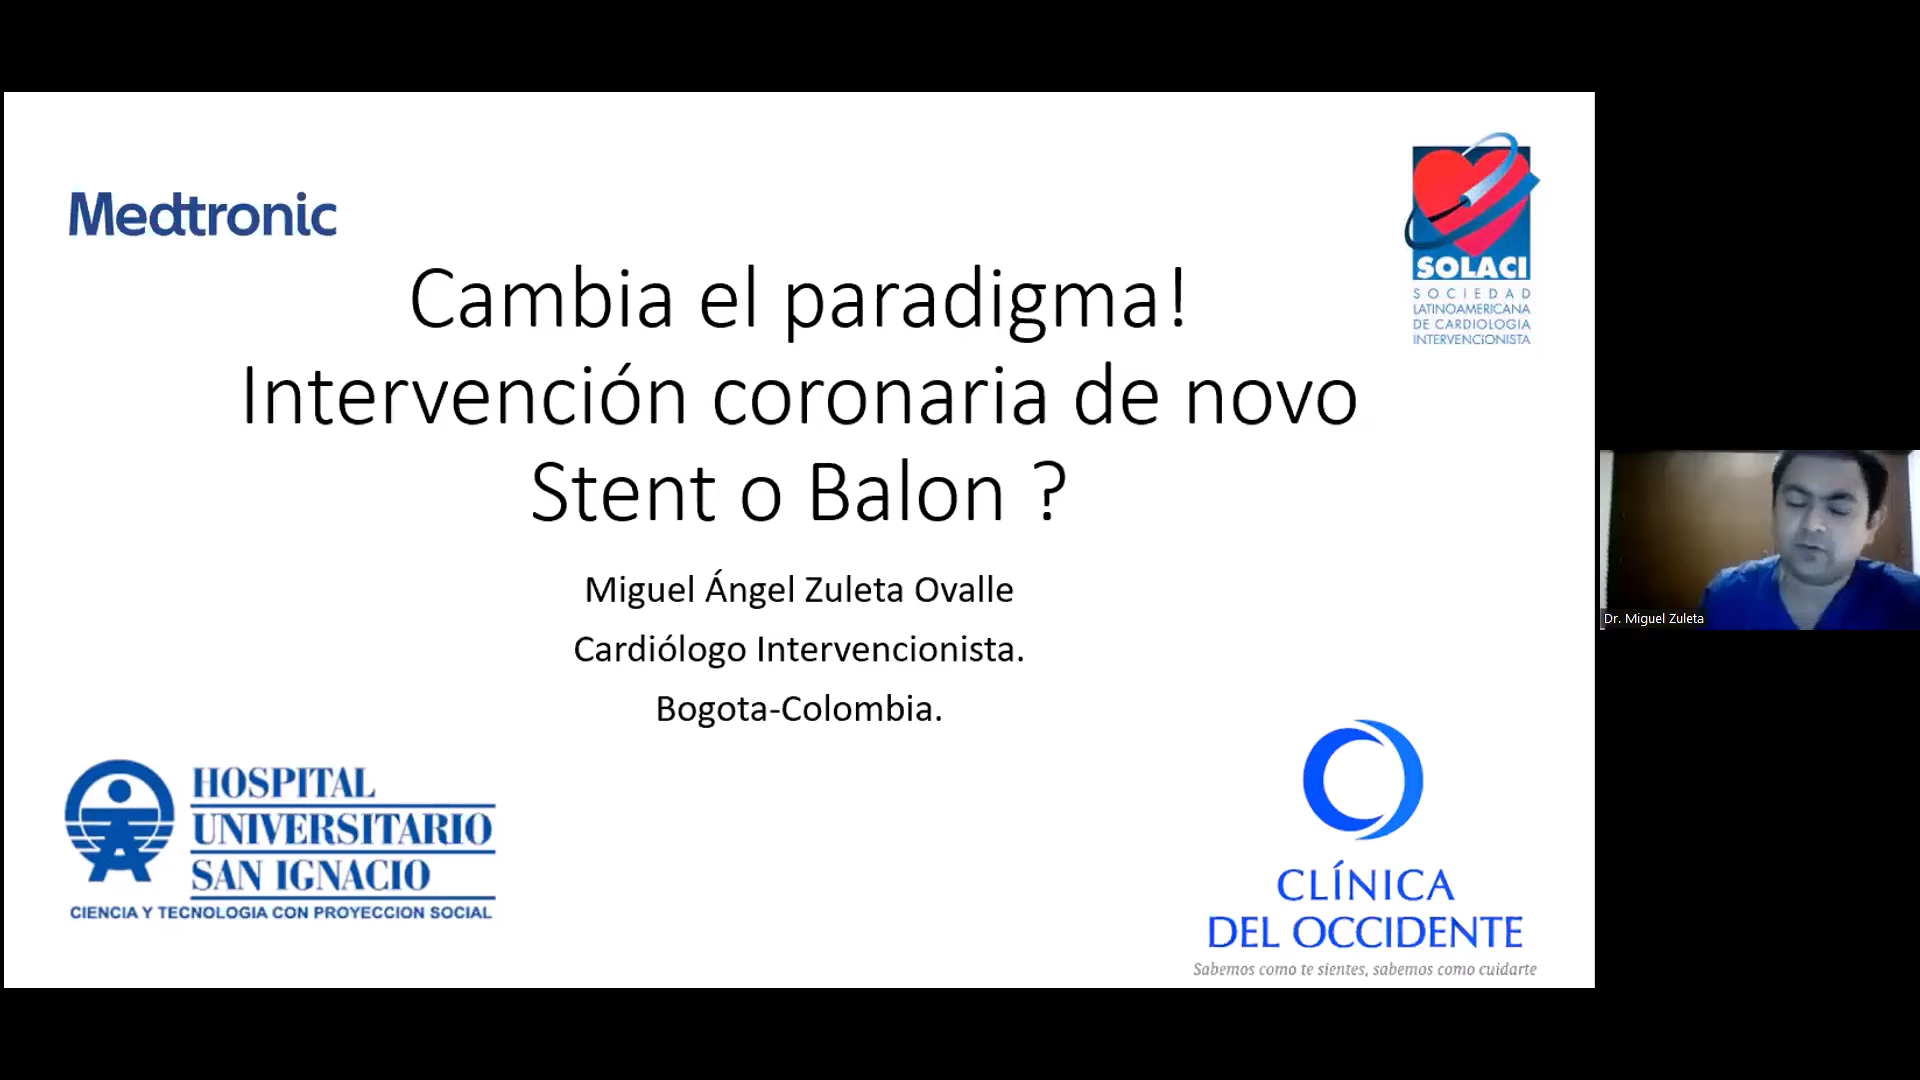 Medtronic
SOLACI
SOCIEDAD
LATINOAMERICANA
DE CARDIOLOGIA
INTERVENCIONISTA
Cambia el paradigma!
Intervención coronaria de novo
Stent o Balon ?
Miguel Ángel Zuleta Ovalle
Cardiólogo Intervencionista.
Bogota-Colombia.
Dr. Miguel Zuleta
HOSPITAL
UNIVERSITARIO
SAN IGNACIO
CIENCIA Y TECNOLOGIA CON PROYECCION SOCIAL
CLÍNICA
DEL OCCIDENTE
Sabemos como te sientes, sabemos como cuidarte